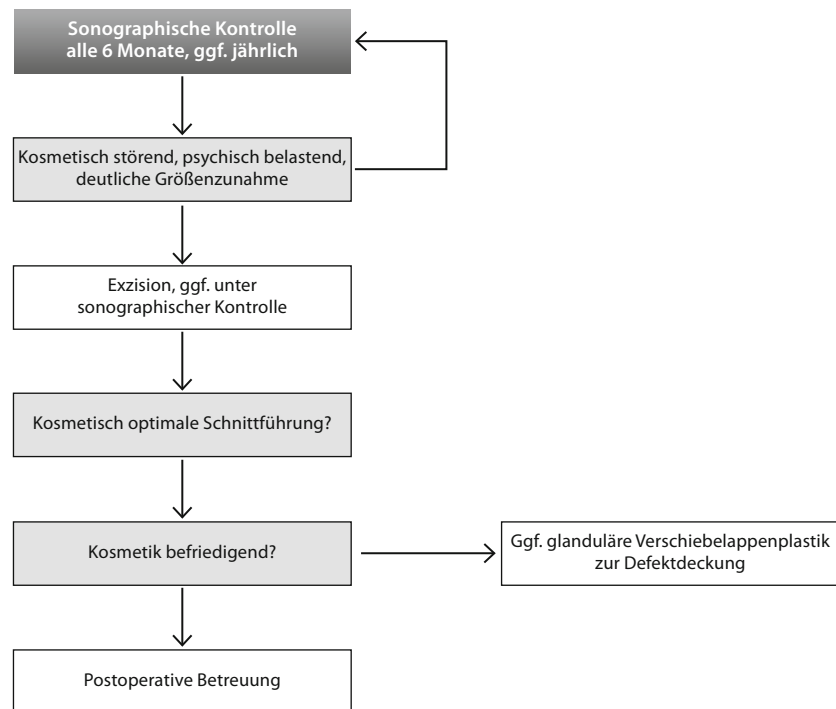 Sonographische Kontrolle
alle 6 Monate, ggf. jährlich
Kosmetisch störend, psychisch belastend,
deutliche Größenzunahme
Exzision, ggf. unter
sonographischer Kontrolle
Kosmetisch optimale Schnittführung?
Kosmetik befriedigend?
Ggf. glanduläre Verschiebelappenplastik
zur Defektdeckung
Postoperative Betreuung